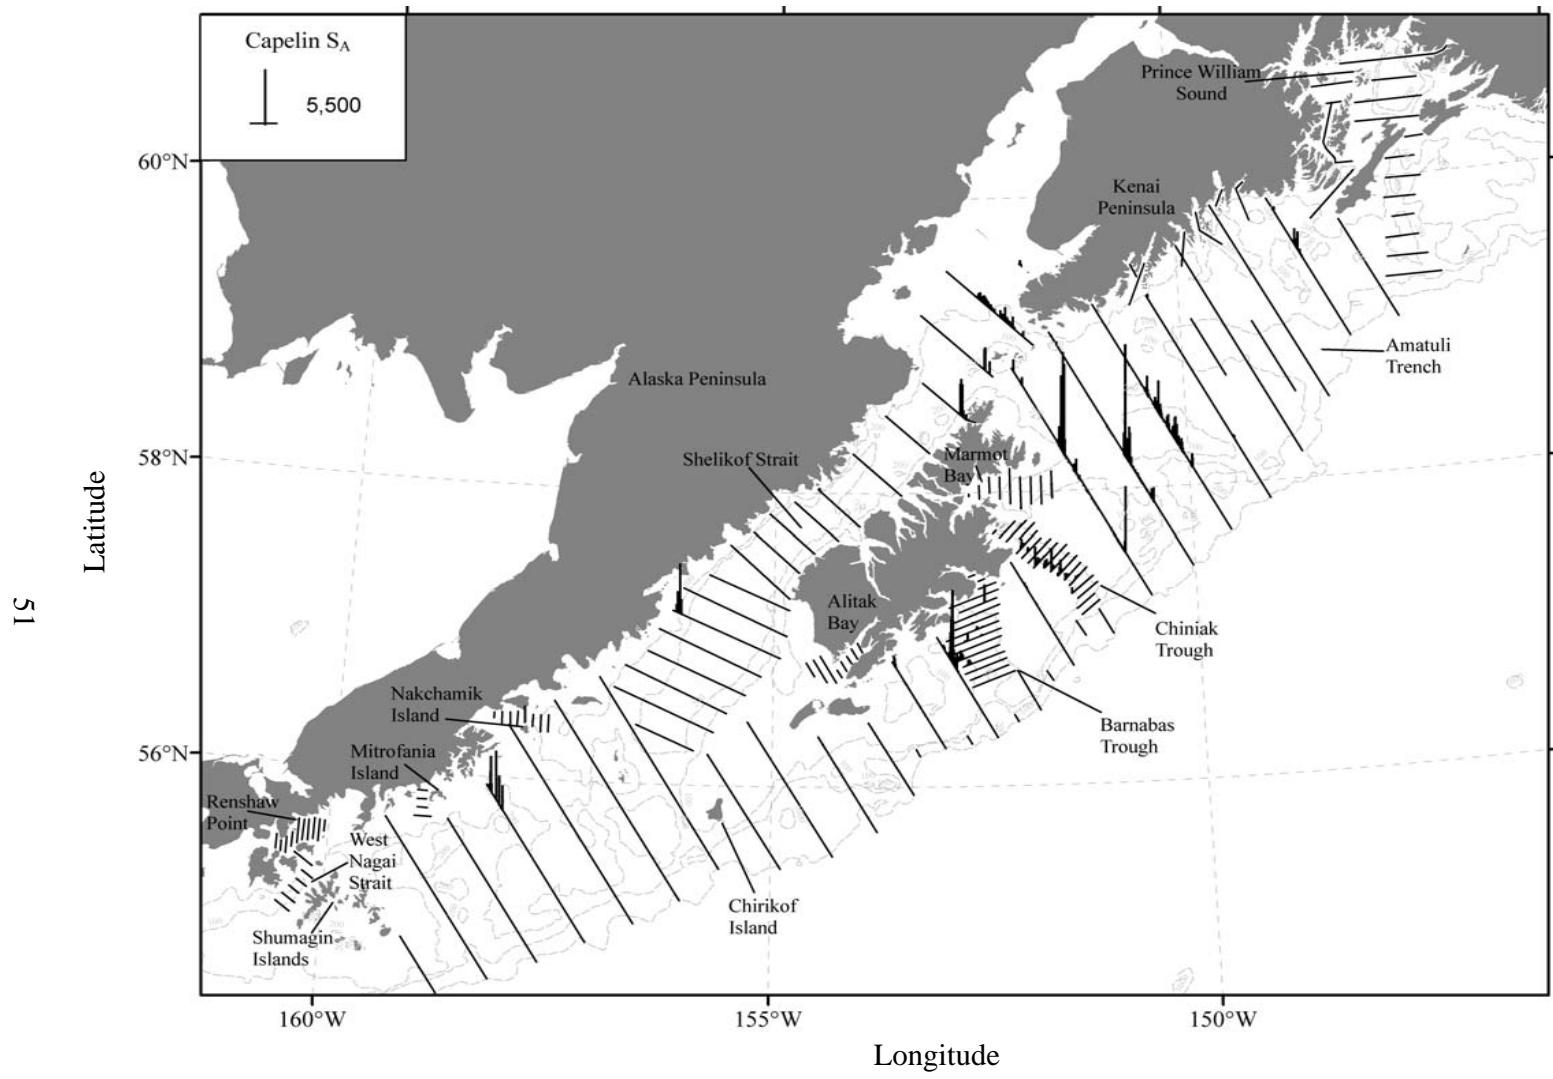 Capelin SA
5,500
Prince William
Sound
60°N
Kenai
Peninsula
Amatuli
Trench
Alaska Peninsula
58°N
Shelikof Strait
Marmot
Bay
Latitude
51
Alitak
Bay
Chiniak
Trough
Nakchamik
Island
Barnabas
Trough
56°N
Mitrofania
Island
Renshaw
Point
West
Nagai
Strait
Chirikof
Island
Shumagin
Islands
160°W
155°W
150°W
Longitude